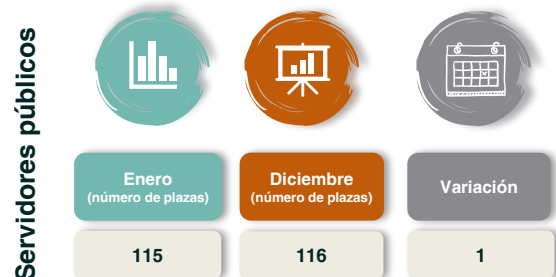 Servidores públicos
Enero
(número de plazas)
Diciembre
(número de plazas)
Variación
115
116
1